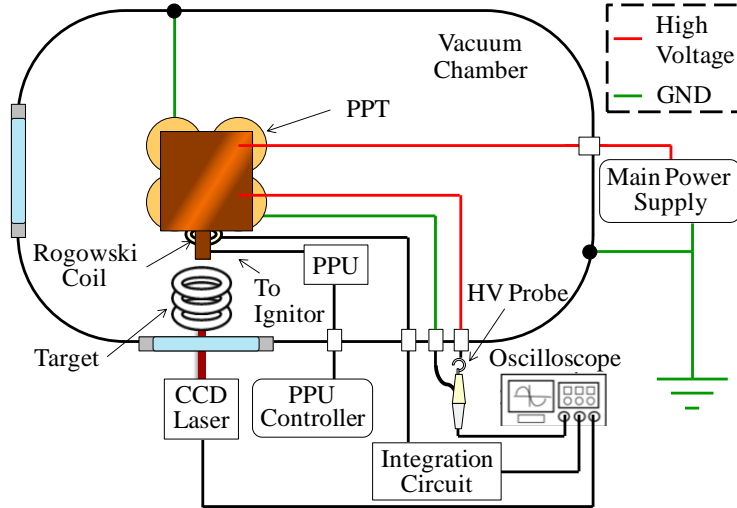 High
Voltage
GND
Vacuum
Chamber
PPT
Main Power
Supply
Rogowski
Coil
PPU
To
Ignitor
HV Probe
Target
Oscilloscope
CCD
Laser
PPU
Controller
Integration
Circuit